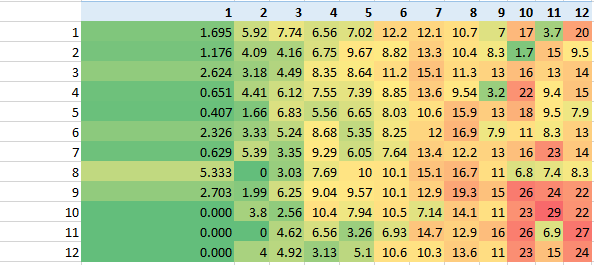 1 2 3 4 5 6 7 8 9 10 11 12
1 1.695 5.92 7.74 6.56 7.02 12.2 12.1 10.7 7 17 3.7 20
2 1.176 4.09 4.16 6.75 9.67 8.82 13.3 10.4 8.3 1.7 15 9.5
3 2.624 3.18 4.49 8.35 8.64 11.2 15.1 11.3 13 16 13 14
4 0.651 4.41 6.12 7.55 7.39 8.85 13.6 9.54 3.2 22 9.4 15
5 0.407 1.66 6.83 5.56 6.65 8.03 10.6 15.9 13 18 9.5 7.9
6 2.326 3.33 5.24 8.68 5.35 8.25 12 16.9 7.9 11 8.3 13
7 0.629 5.39 3.35 9.29 6.05 7.64 13.4 12.2 13 16 23 14
8 5.333 0 3.03 7.69 10 10.1 15.1 16.7 11 6.8 7.4 8.3
9 2.703 1.99 6.25 9.04 9.57 10.1 12.9 19.3 15 26 24 22
10 0.000 3.8 2.56 10.4 7.94 10.5 7.14 14.1 11 23 29 22
11 0.000 0 4.62 6.56 3.26 6.93 14.7 12.9 16 26 6.9 27
12 0.000 4 4.92 3.13 5.1 10.6 10.3 13.6 11 23 15 24